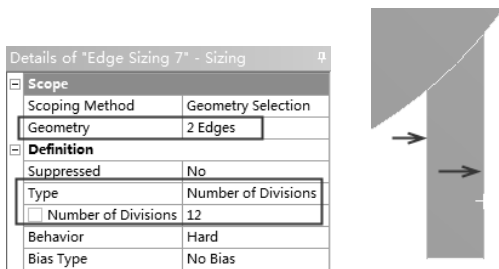 Details of "Edge Sizing 7" - Sizing
Scope
Scoping Method Geometry Selection
Geometry 2 Edges
Definition
Suppressed No
Type Number of Divisions
Number of Divisions 12
Behavior Hard
Bias Type No Bias